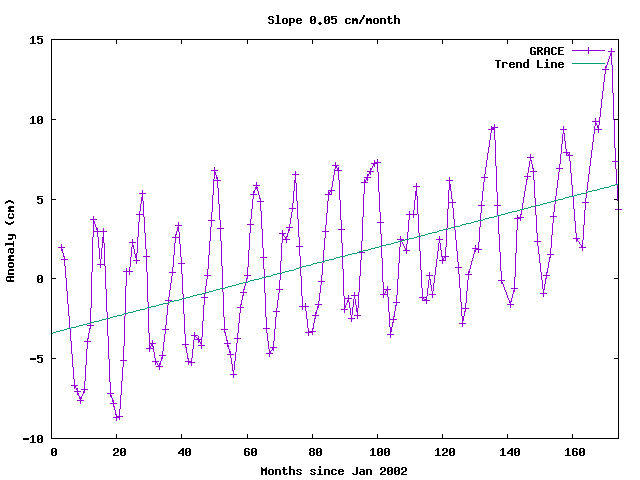 Slope 0.05 cm/month
15
GRACE
Trend Line
10
5
0
-5
-10
Anomaly (cm)
0 20 40 60 80 100 120 140 160
Months since Jan 2002